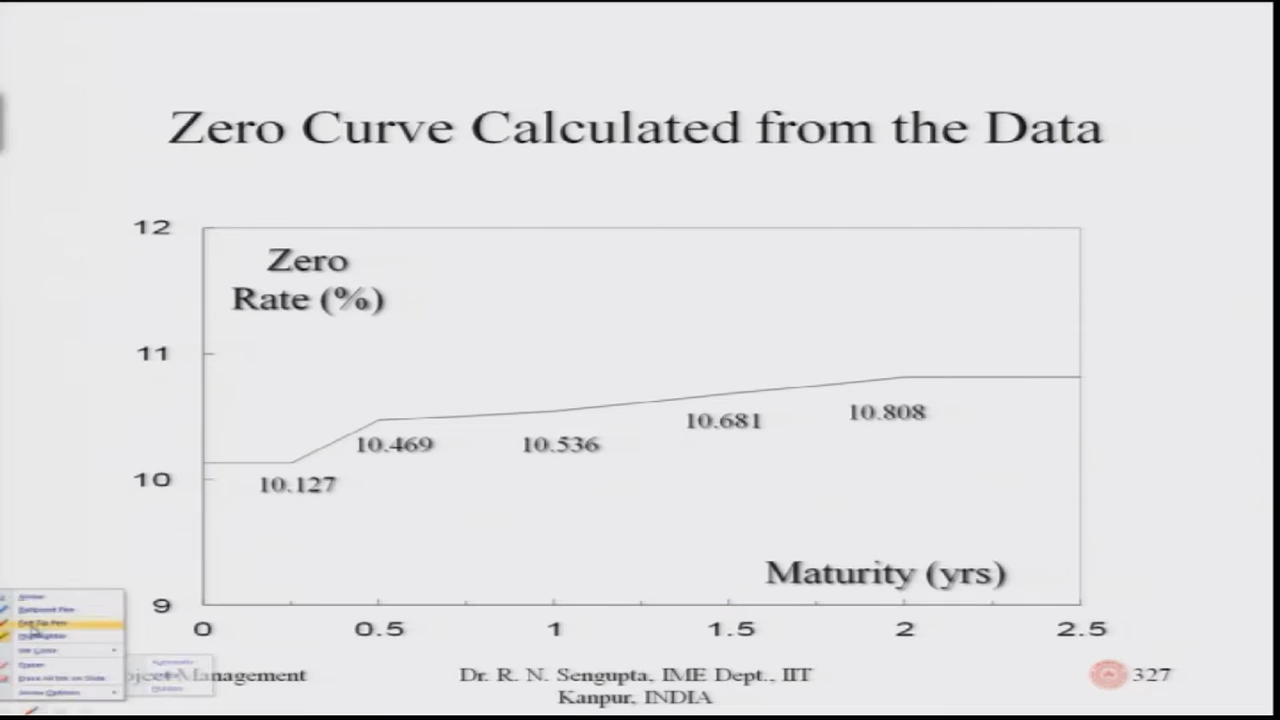 Zero Curve Calculated from the Data
12
Zero
Rate (%)
11
10.681
10.808
10.469
10.536
10
10.127
Maturity (yrs)
9
0
0.5
1
1.5
2
2.5
Management
Dr. R. N. Sengupta, IME Dept., IIT
Kanpur, INDIA
327